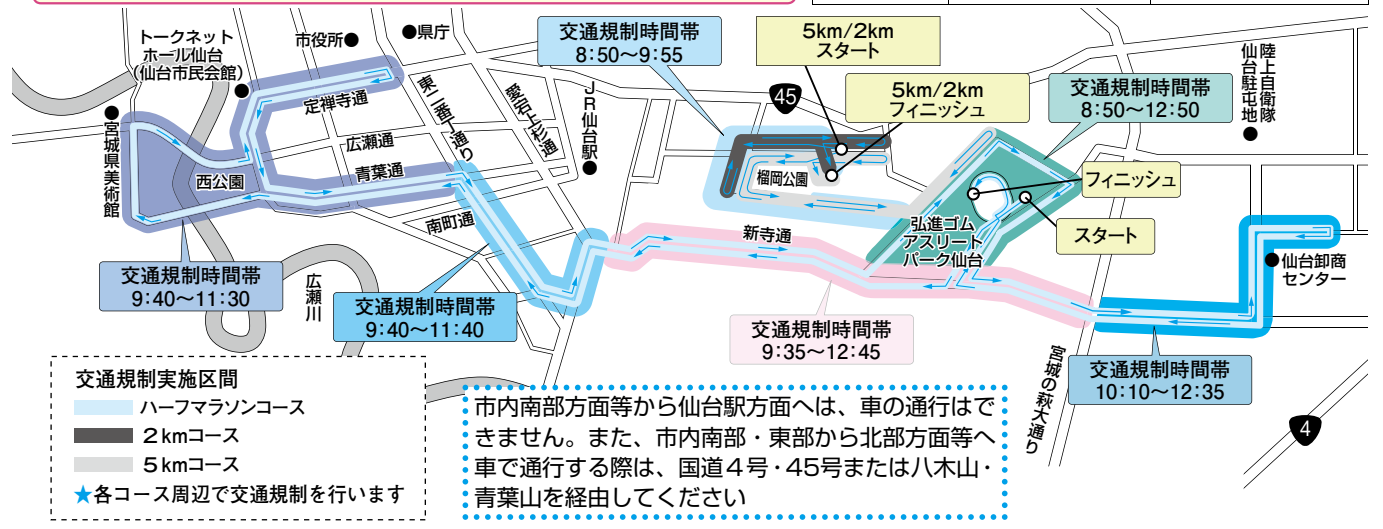 トークネット
ホール仙台
(仙台市民会館)
市役所
県庁
交通規制時間帯
8:50〜9:55
5km/2km
スタート
5km/2km
フィニッシュ
交通規制時間帯
8:50〜12:50
陸上自衛隊
仙台駐屯地
45
定禅寺通
東二番丁通り
愛宕上杉通
JR仙台駅
広瀬通
青葉通
宮城県美術館
西公園
南町通
榴岡公園
フィニッシュ
スタート
弘進ゴム
アスリート
パーク仙台
新寺通
仙台卸商
センター
交通規制時間帯
9:40〜11:30
広瀬川
交通規制時間帯
9:40〜11:40
交通規制時間帯
9:35〜12:45
宮城の萩大通り
交通規制時間帯
10:10〜12:35
4
交通規制実施区間
ハーフマラソンコース
2kmコース
5kmコース
★各コース周辺で交通規制を行います
市内南部方面等から仙台駅方面へは、車の通行はで
きません。また、市内南部・東部から北部方面等へ
車で通行する際は、国道4号・45号または八木山・
青葉山を経由してください